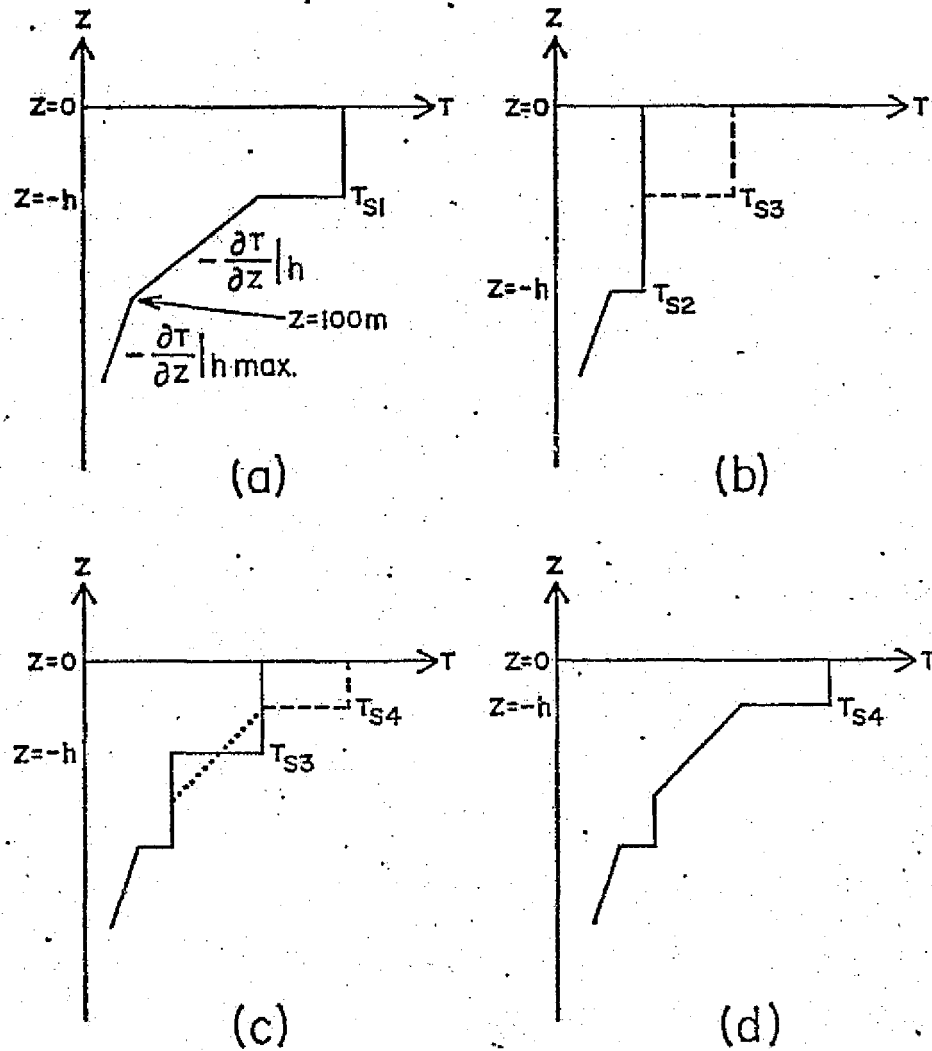 Z
Z=0
T
Z=-h
T_S1
- ∂T/∂Z | h
Z=100m
- ∂T/∂Z | h max.
(a)
Z
Z=0
T
T_S3
Z=-h
T_S2
(b)
Z
Z=0
T
T_S4
Z=-h
T_S3
(c)
Z
Z=0
T
Z=-h
T_S4
(d)